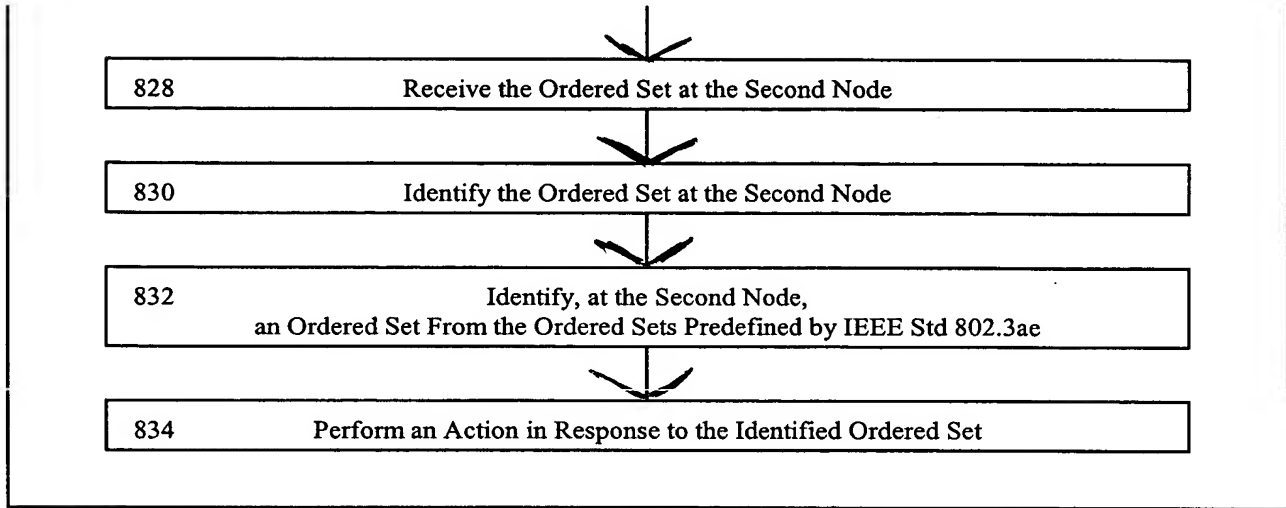 828 Receive the Ordered Set at the Second Node
830 Identify the Ordered Set at the Second Node
832 Identify, at the Second Node,
an Ordered Set From the Ordered Sets Predefined by IEEE Std 802.3ae
834 Perform an Action in Response to the Identified Ordered Set